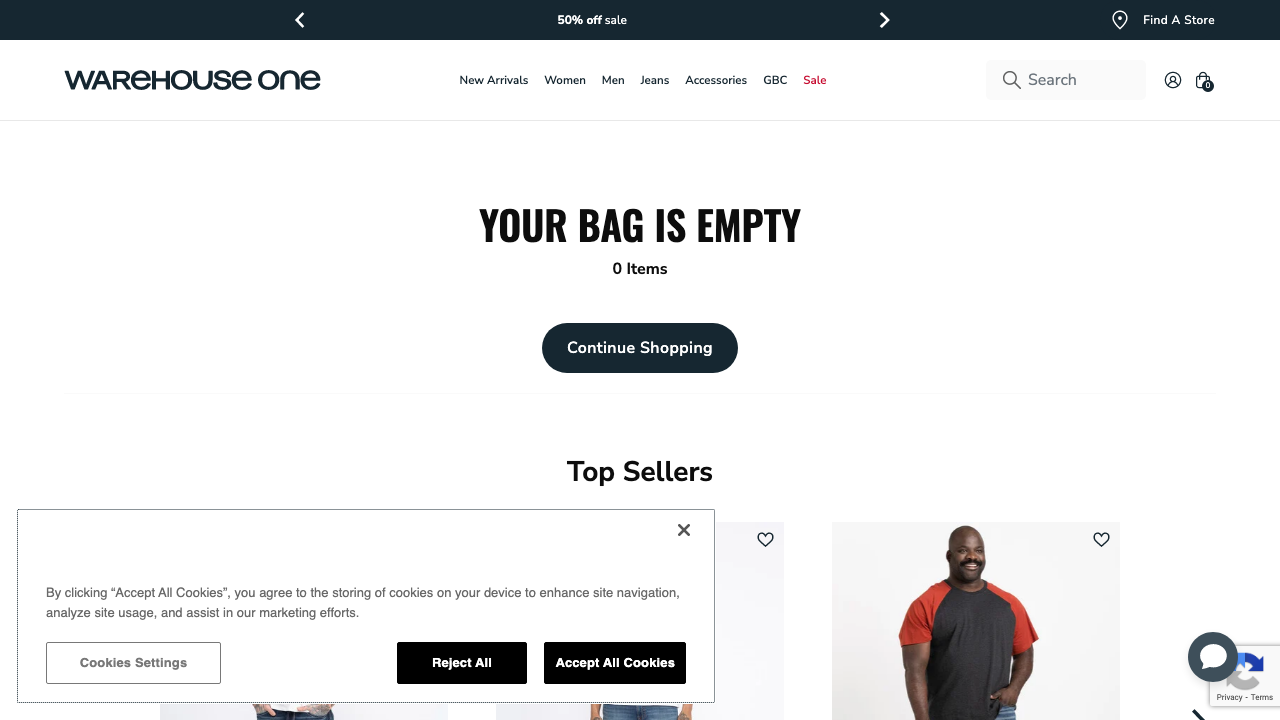 50% off sale
Find A Store
WAREHOUSE ONE
New Arrivals
Women
Men
Jeans
Accessories
GBC
Sale
Search
0
YOUR BAG IS EMPTY
0 Items
Continue Shopping
Top Sellers
By clicking “Accept All Cookies”, you agree to the storing of cookies on your device to enhance site navigation,
analyze site usage, and assist in our marketing efforts.
Cookies Settings
Reject All
Accept All Cookies
Privacy - Terms